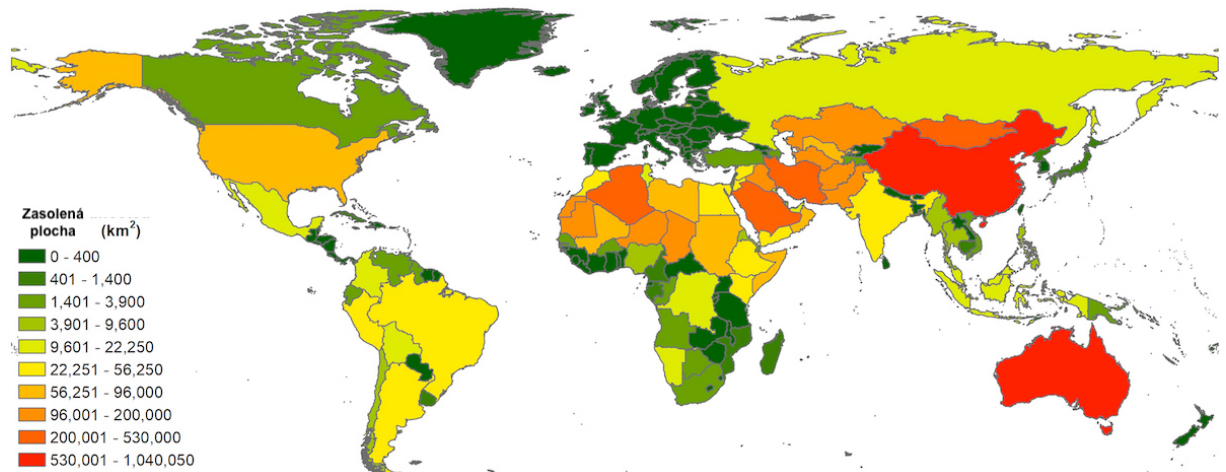 Zasolená
plocha (km²)
0 - 400
401 - 1,400
1,401 - 3,900
3,901 - 9,600
9,601 - 22,250
22,251 - 56,250
56,251 - 96,000
96,001 - 200,000
200,001 - 530,000
530,001 - 1,040,050